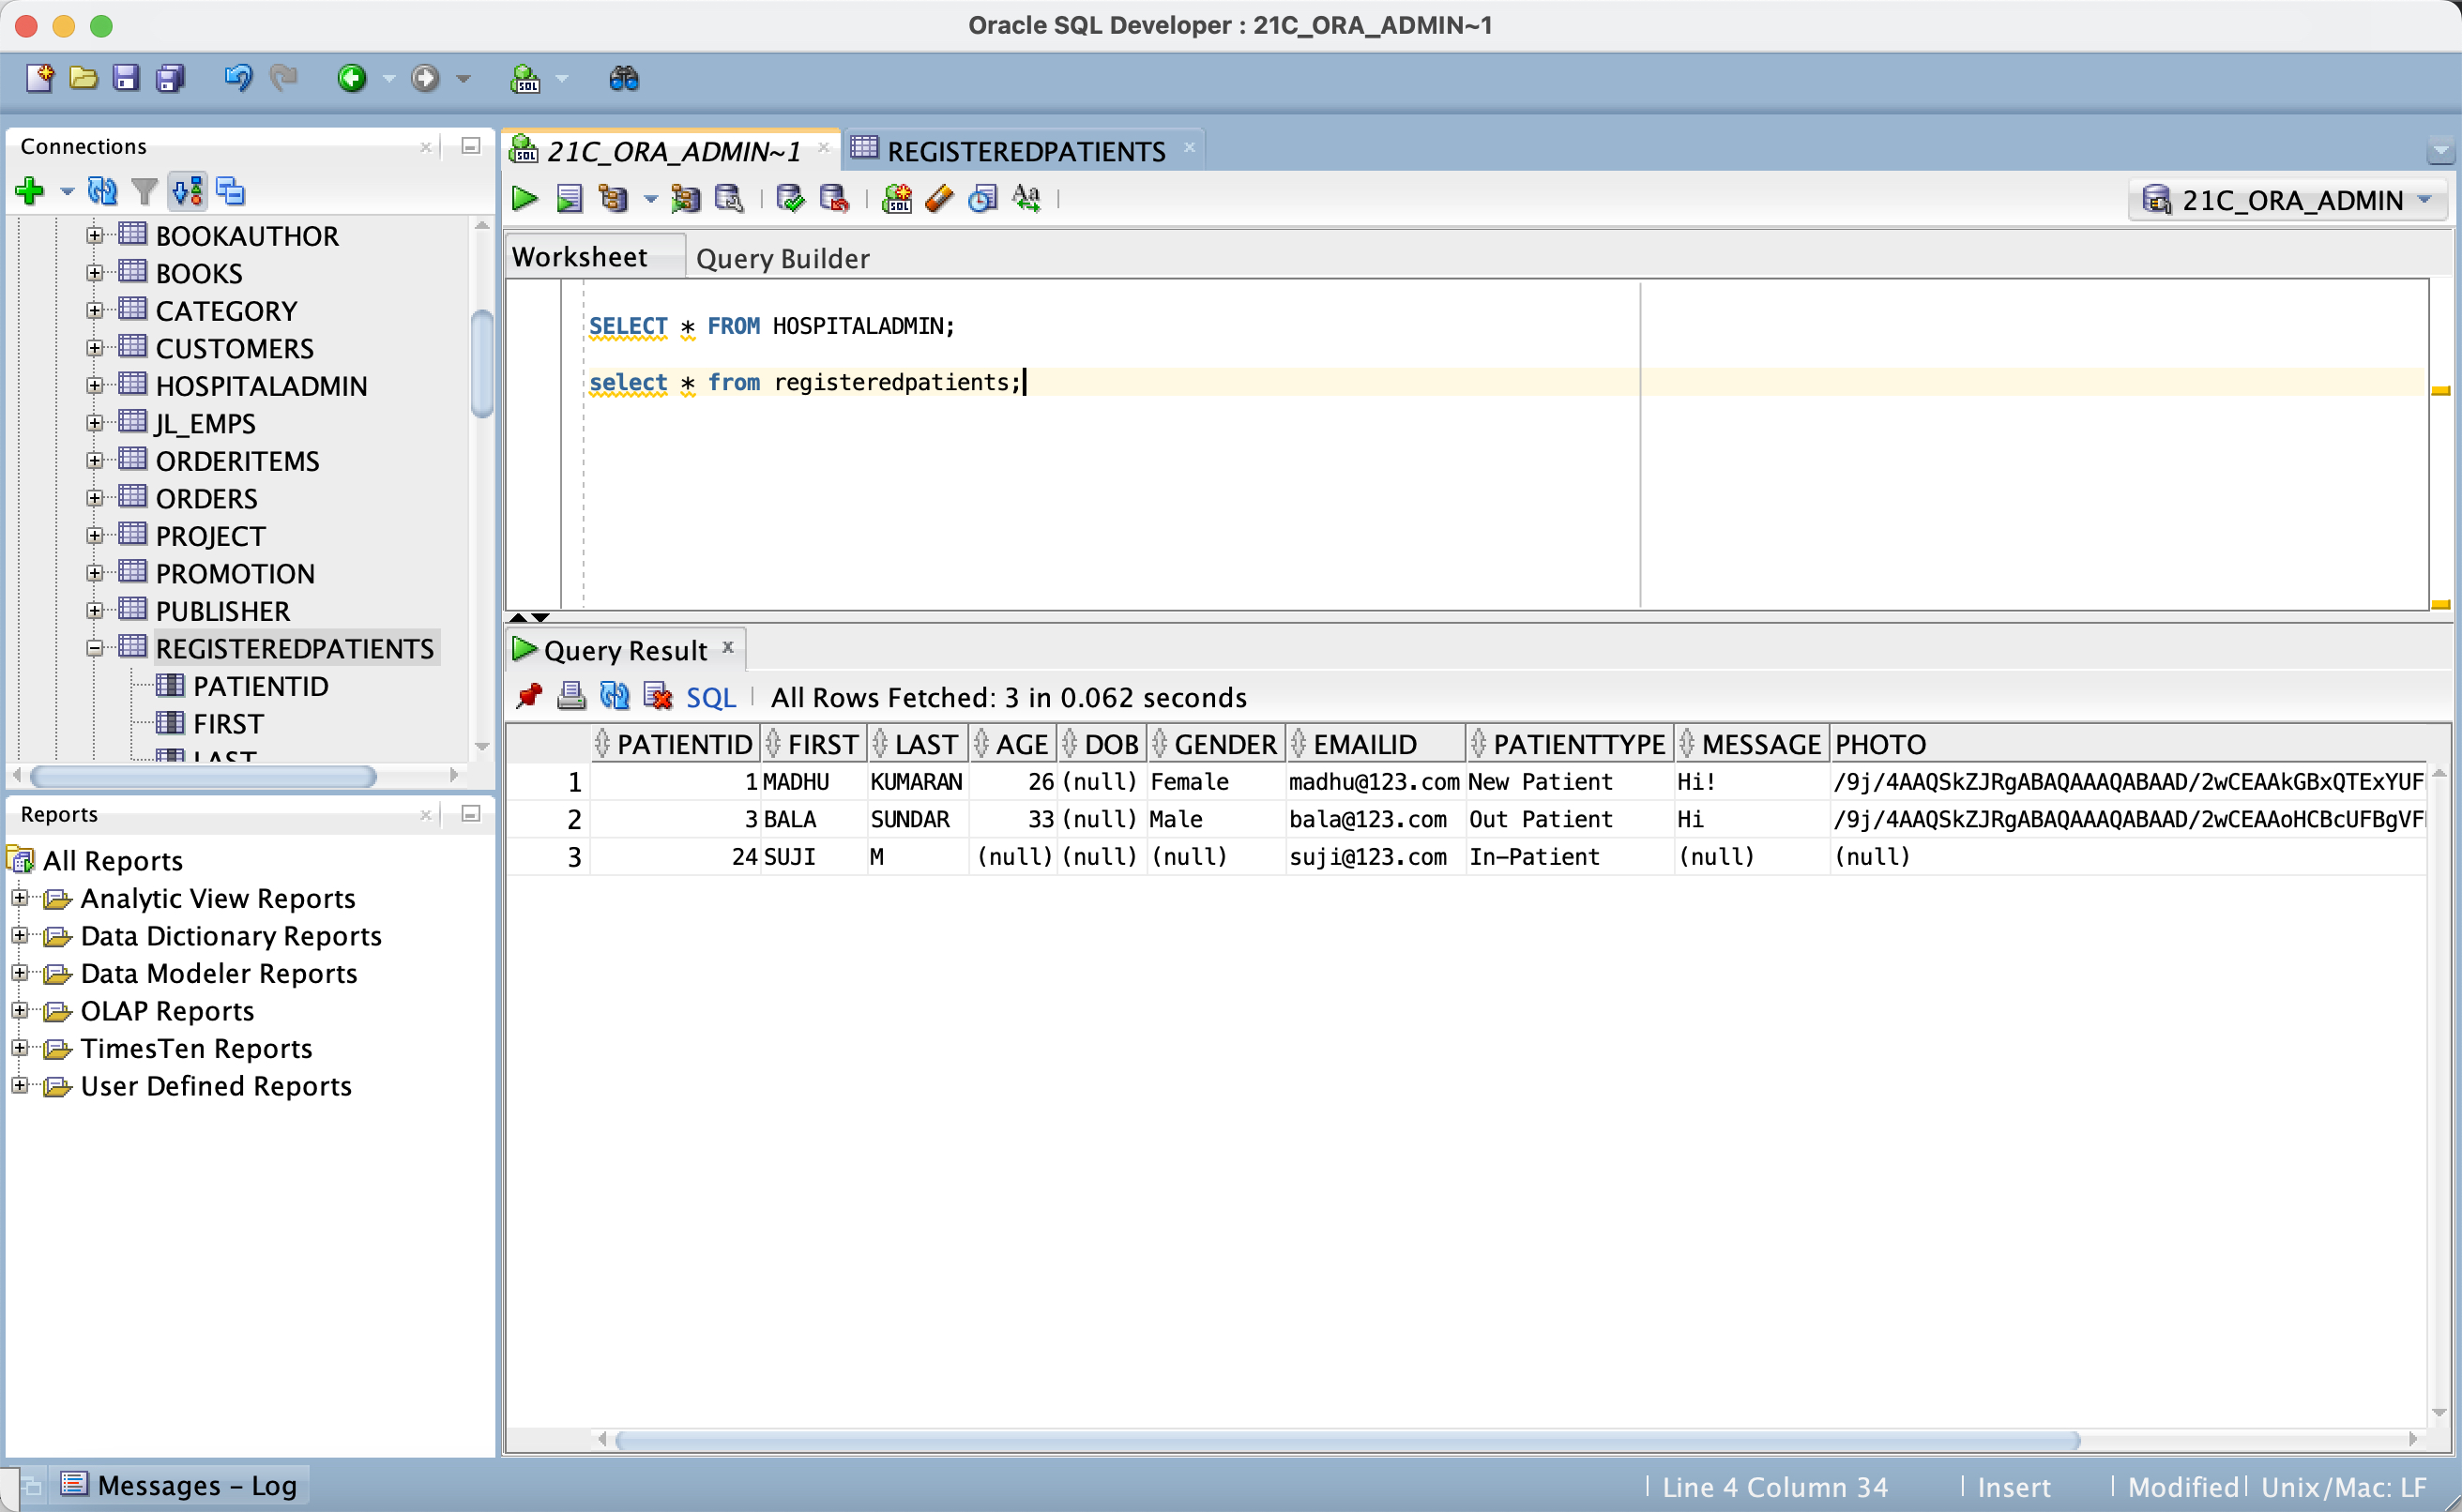 Oracle SQL Developer : 21C_ORA_ADMIN~1
Connections
BOOKAUTHOR
BOOKS
CATEGORY
CUSTOMERS
HOSPITALADMIN
JL_EMPS
ORDERITEMS
ORDERS
PROJECT
PROMOTION
PUBLISHER
REGISTEREDPATIENTS
PATIENTID
FIRST
LAST
Reports
All Reports
Analytic View Reports
Data Dictionary Reports
Data Modeler Reports
OLAP Reports
TimesTen Reports
User Defined Reports
21C_ORA_ADMIN~1 REGISTEREDPATIENTS
21C_ORA_ADMIN
Worksheet Query Builder
SELECT * FROM HOSPITALADMIN;
select * from registeredpatients;
Query Result
SQL All Rows Fetched: 3 in 0.062 seconds
PATIENTID FIRST LAST AGE DOB GENDER EMAILID PATIENTTYPE MESSAGE PHOTO
1 1 MADHU KUMARAN 26 (null) Female madhu@123.com New Patient Hi! /9j/4AAQSkZJRgABAQAAAQABAAD/2wCEAAkGBxQTExYUF
2 3 BALA SUNDAR 33 (null) Male bala@123.com Out Patient Hi /9j/4AAQSkZJRgABAQAAAQABAAD/2wCEAAoHCBcUFBgVF
3 24 SUJI M (null) (null) (null) suji@123.com In-Patient (null) (null)
Messages - Log
Line 4 Column 34 Insert Modified Unix/Mac: LF